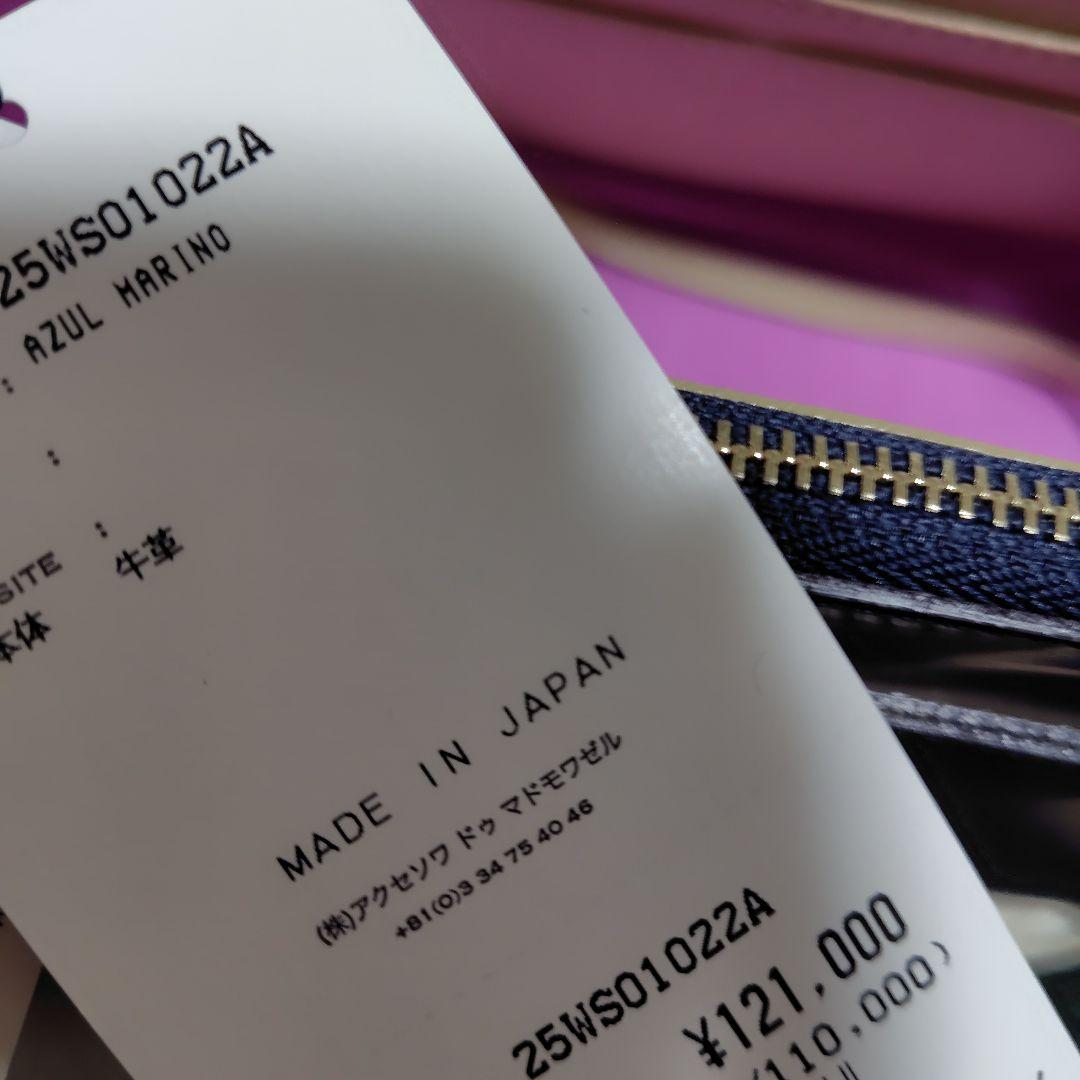 25WS01022A
: AZUL MARINO
:
:
SITE 牛革
本体
MADE IN JAPAN
(株)アクセソワ ドゥ マドモワゼル
+81(0)3 34 75 40 46
25WS01022A
¥121,000
(110,000)